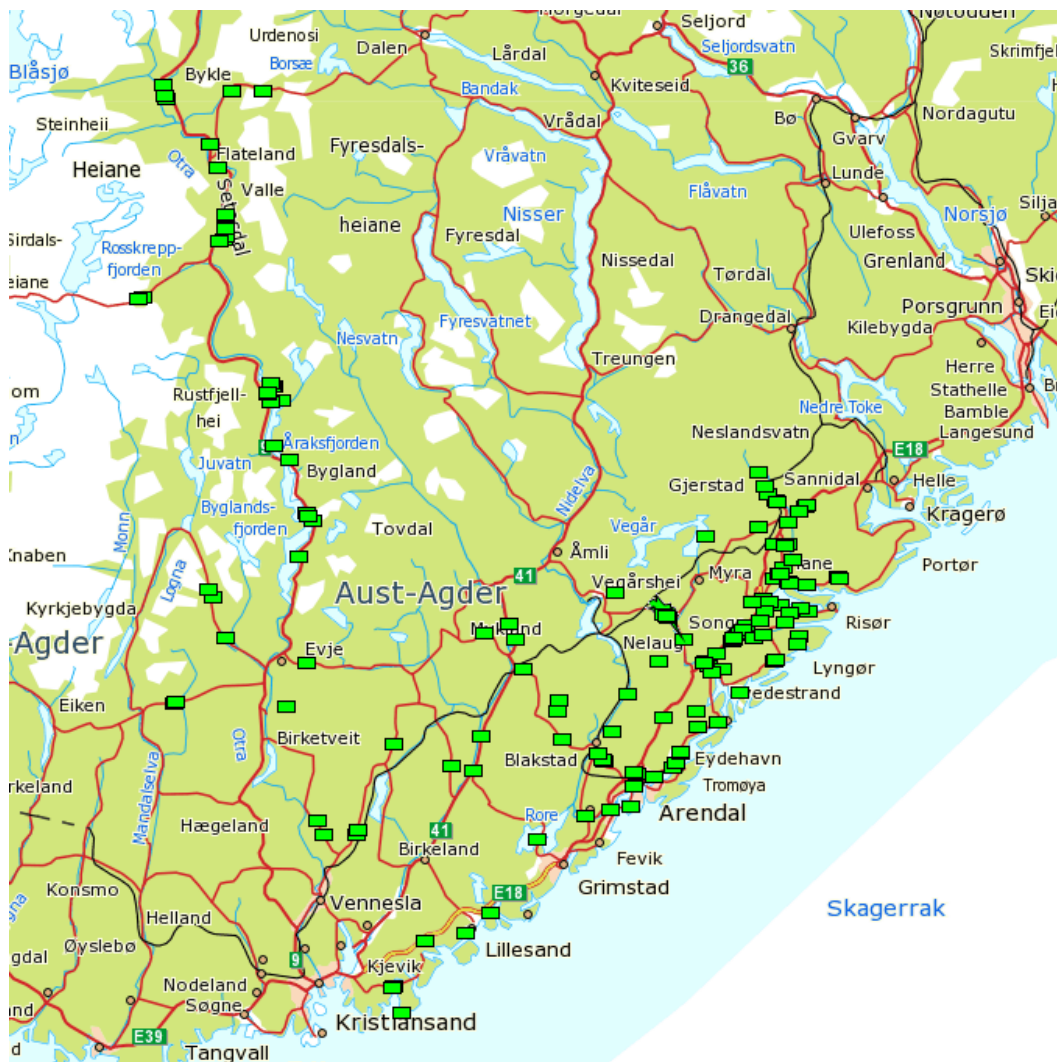 Morgedal
Seljord
Notodden
Urdenosi
Dalen
Lårdal
Seljordsvatn
Skrimfjel
Blåsjø
Bykle
Borsæ
36
Kviteseid
Bandak
Nordagutu
Steinheii
Vrådal
Bø
Gvarv
Flateland
Fyresdals-
Vråvatn
Heiane
Otra
Setesdal
Valle
Flåvatn
Lunde
Norsjø
Silja
Sirdals-
heiane
Nisser
Ulefoss
Rosskrepp-
fjorden
Fyresdal
Nissedal
Grenland
Tørdal
Skie
eiane
Porsgrunn
Fyresvatnet
Drangedal
Kilebygda
Nesvatn
Treungen
Herre
Rustfjell-
hei
Stathelle
Bamble
Nedre Toke
Langesund
Neslandsvatn
9
Åraksfjorden
E18
Juvatn
Bygland
Gjerstad
Sannidal
Helle
Nidelva
Byglands-
fjorden
Kragerø
Monn
Tovdal
Vegår
Knaben
Åmli
Portør
Logna
41
Myra
Vegårshei
Kyrkjebygda
Aust-Agder
Risør
-Agder
Nelaug
Evje
Lyngør
Eiken
Otra
Birketveit
Blakstad
Eydehavn
Tromøya
Mandalselva
Hægeland
Rore
Arendal
41
Birkeland
Fevik
Konsmo
E18
Grimstad
Helland
Vennesla
Skagerrak
Øyslebø
Lillesand
9
Kjevik
Nodeland
Søgne
Kristiansand
E39
Tangvall